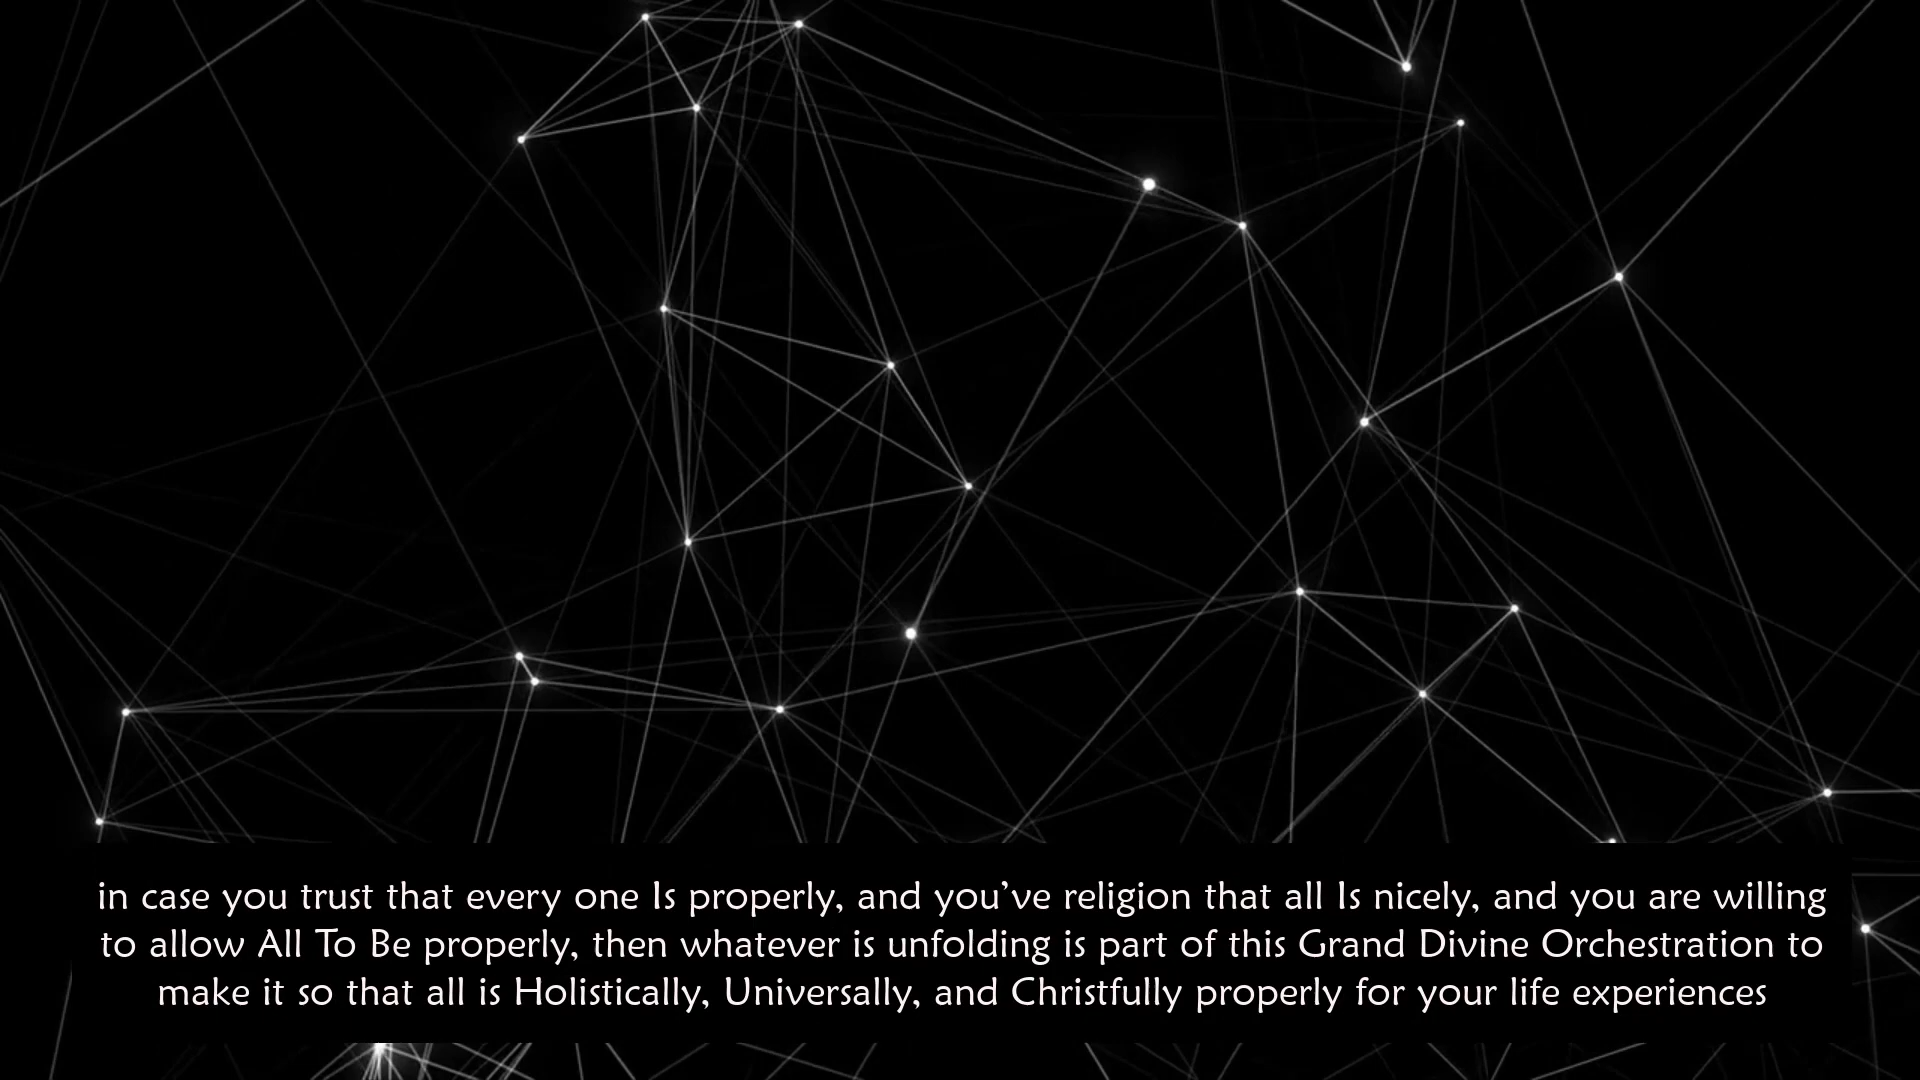 in case you trust that every one Is properly, and you’ve religion that all Is nicely, and you are willing
to allow All To Be properly, then whatever is unfolding is part of this Grand Divine Orchestration to
make it so that all is Holistically, Universally, and Christfully properly for your life experiences